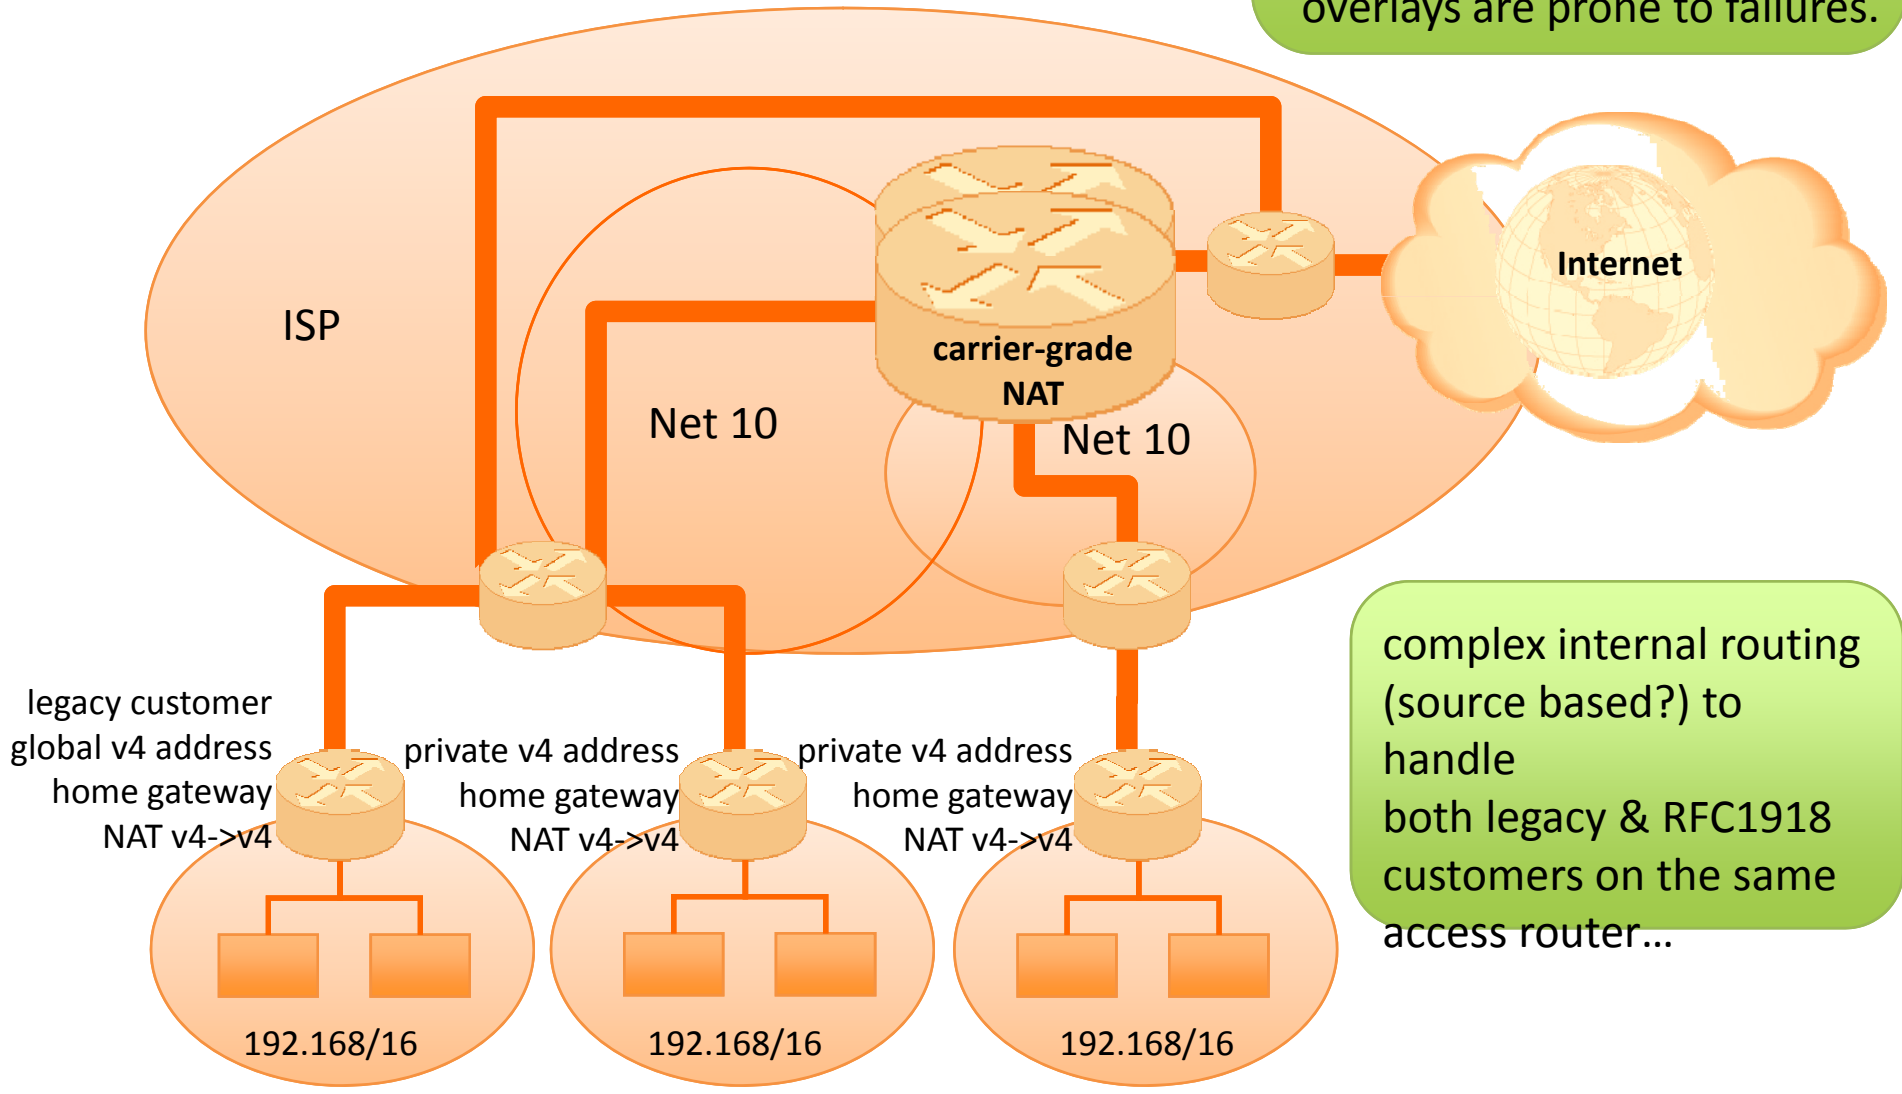 overlays are prone to failures.
Internet
ISP
carrier-grade
NAT
Net 10
Net 10
complex internal routing
(source based?) to
handle
both legacy & RFC1918
customers on the same
access router...
legacy customer
global v4 address
home gateway
NAT v4->v4
private v4 address
home gateway
NAT v4->v4
private v4 address
home gateway
NAT v4->v4
192.168/16
192.168/16
192.168/16